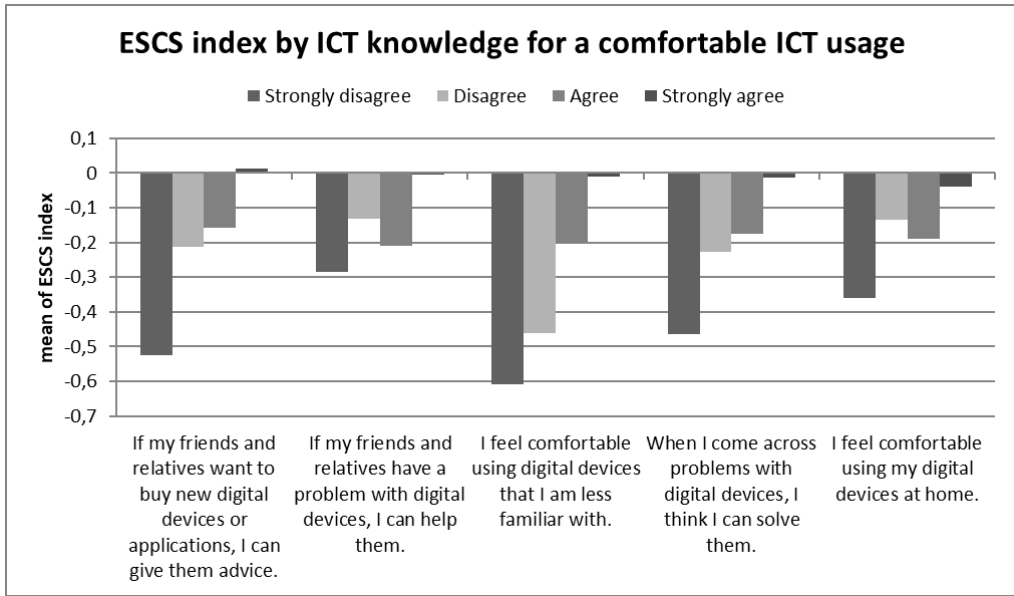 ESCS index by ICT knowledge for a comfortable ICT usage
Strongly disagree Disagree Agree Strongly agree
mean of ESCS index
0,1
0
-0,1
-0,2
-0,3
-0,4
-0,5
-0,6
-0,7
If my friends and
relatives want to
buy new digital
devices or
applications, I can
give them advice.
If my friends and
relatives have a
problem with digital
devices, I can help
them.
I feel comfortable
using digital devices
that I am less
familiar with.
When I come across
problems with
digital devices, I
think I can solve
them.
I feel comfortable
using my digital
devices at home.